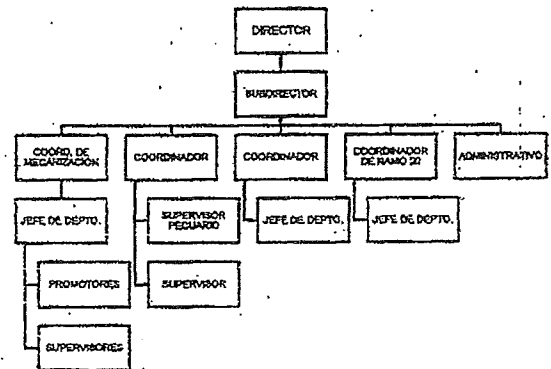 DIRECTOR
SUBDIRECTOR
COORD. DE
MECANIZACIÓN
COORDINADOR
COORDINADOR
COORDINADOR
DE RAMO
ADMINISTRATIVO
JEFE DE DEPTO.
SUPERVISOR
PECUARIO
JEFE DE DEPTO.
JEFE DE DEPTO.
PROMOTORES
SUPERVISOR
SUPERVISORES